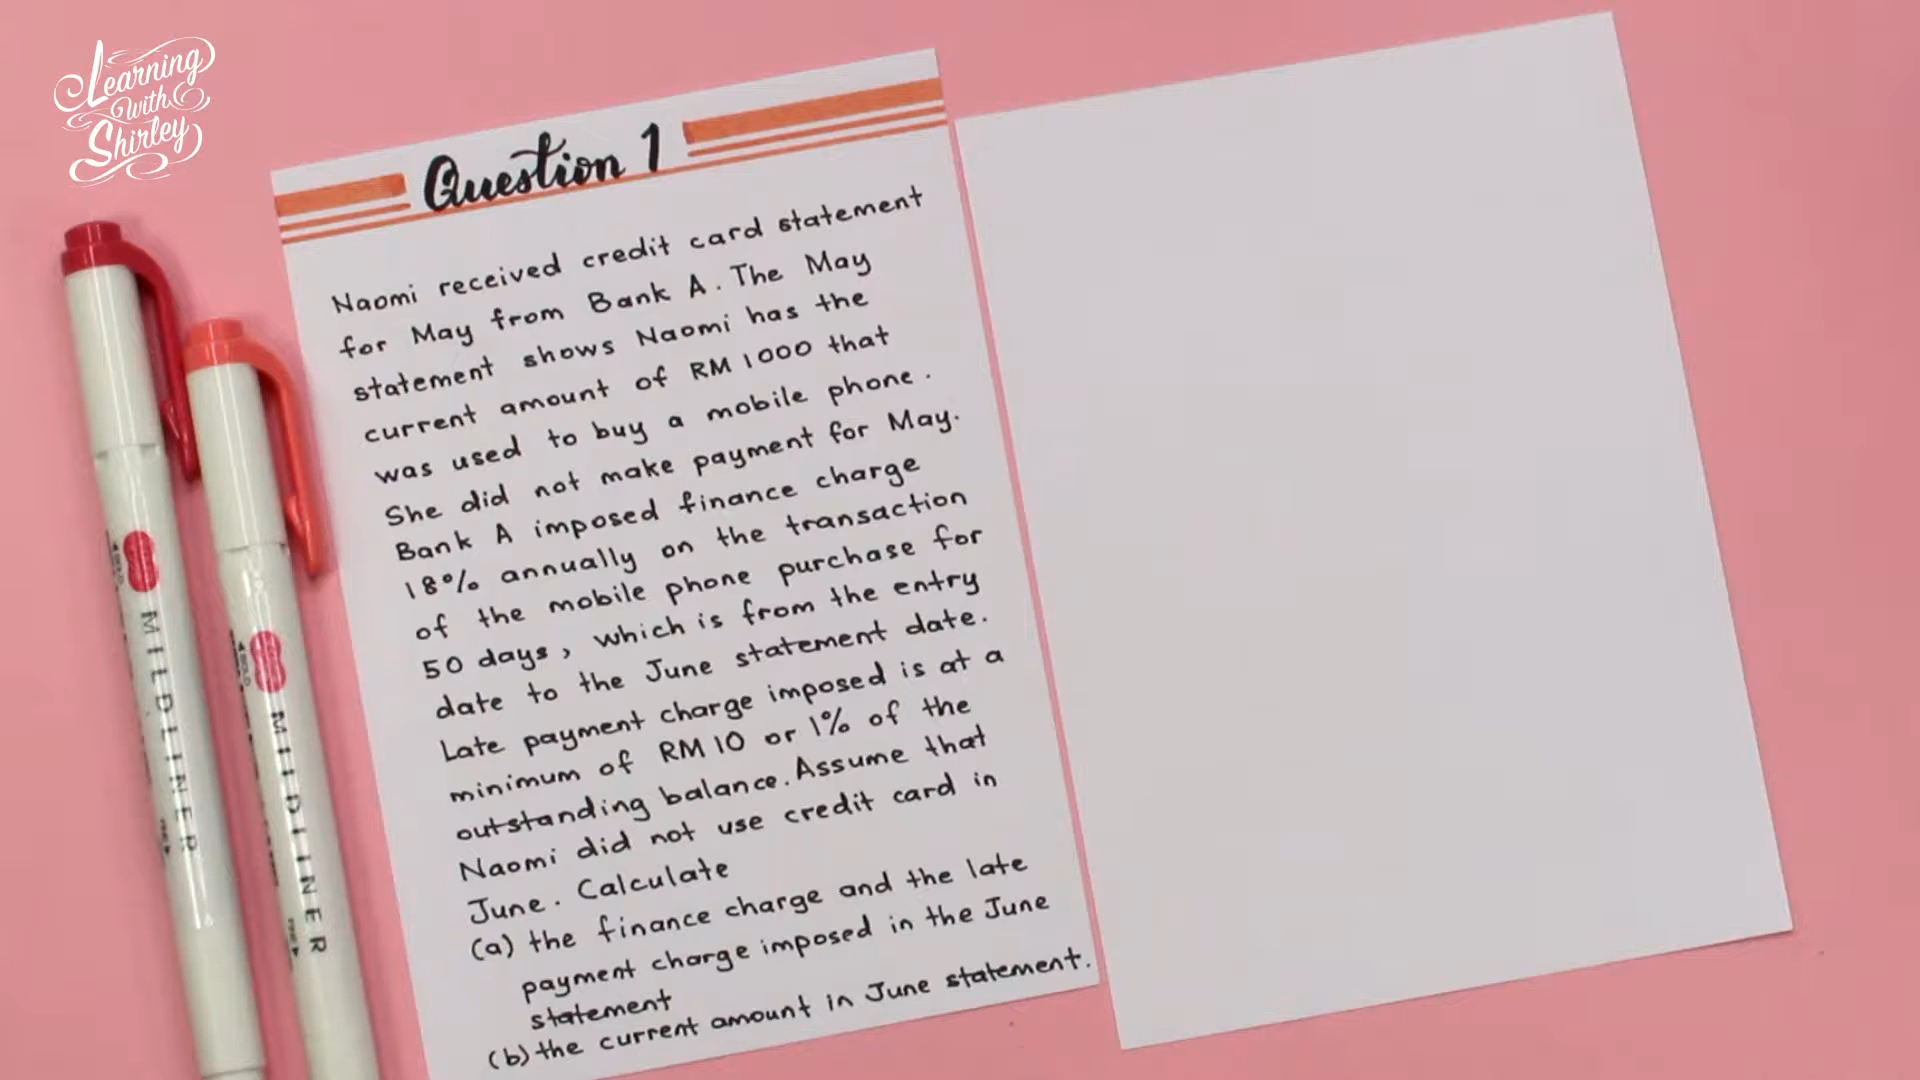 Learning
With
Shirley
Question 1
Naomi received credit card statement
for May from Bank A. The May
statement shows Naomi has the
current amount of RM 1000 that
was used to buy a mobile phone.
She did not make payment for May.
Bank A imposed finance charge
18% annually on the transaction
of the mobile phone purchase for
50 days, which is from the entry
date to the June statement date.
Late payment charge imposed is at a
minimum of RM 10 or 1% of the
outstanding balance. Assume that
Naomi did not use credit card in
June. Calculate
(a) the finance charge and the late
payment charge imposed in the June
statement
(b) the current amount in June statement.
MILDLINER
MILDLINER